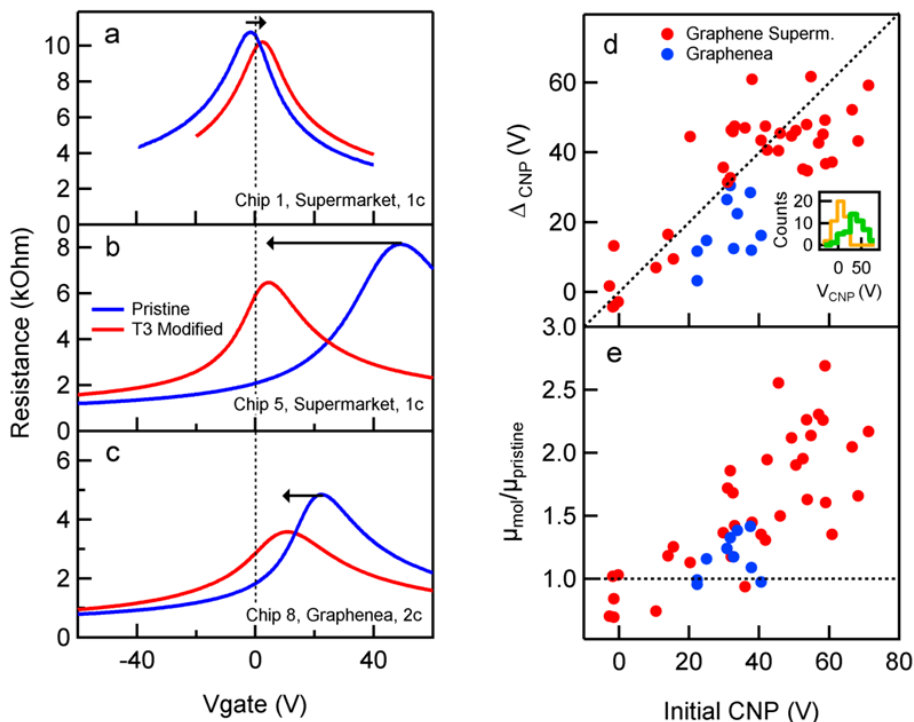 a
10
8
6
4
2
0
Chip 1, Supermarket, 1c
b
8
6
4
2
0
Pristine
T3 Modified
Chip 5, Supermarket, 1c
c
6
4
2
0
Chip 8, Graphenea, 2c
Resistance (kOhm)
-40
0
40
Vgate (V)
d
Graphene Superm.
Graphenea
60
40
20
0
Δ CNP (V)
20
10
0
Counts
0
50
VCNP (V)
e
3.0
2.5
2.0
1.5
1.0
μmol/μpristine
0
20
40
60
80
Initial CNP (V)